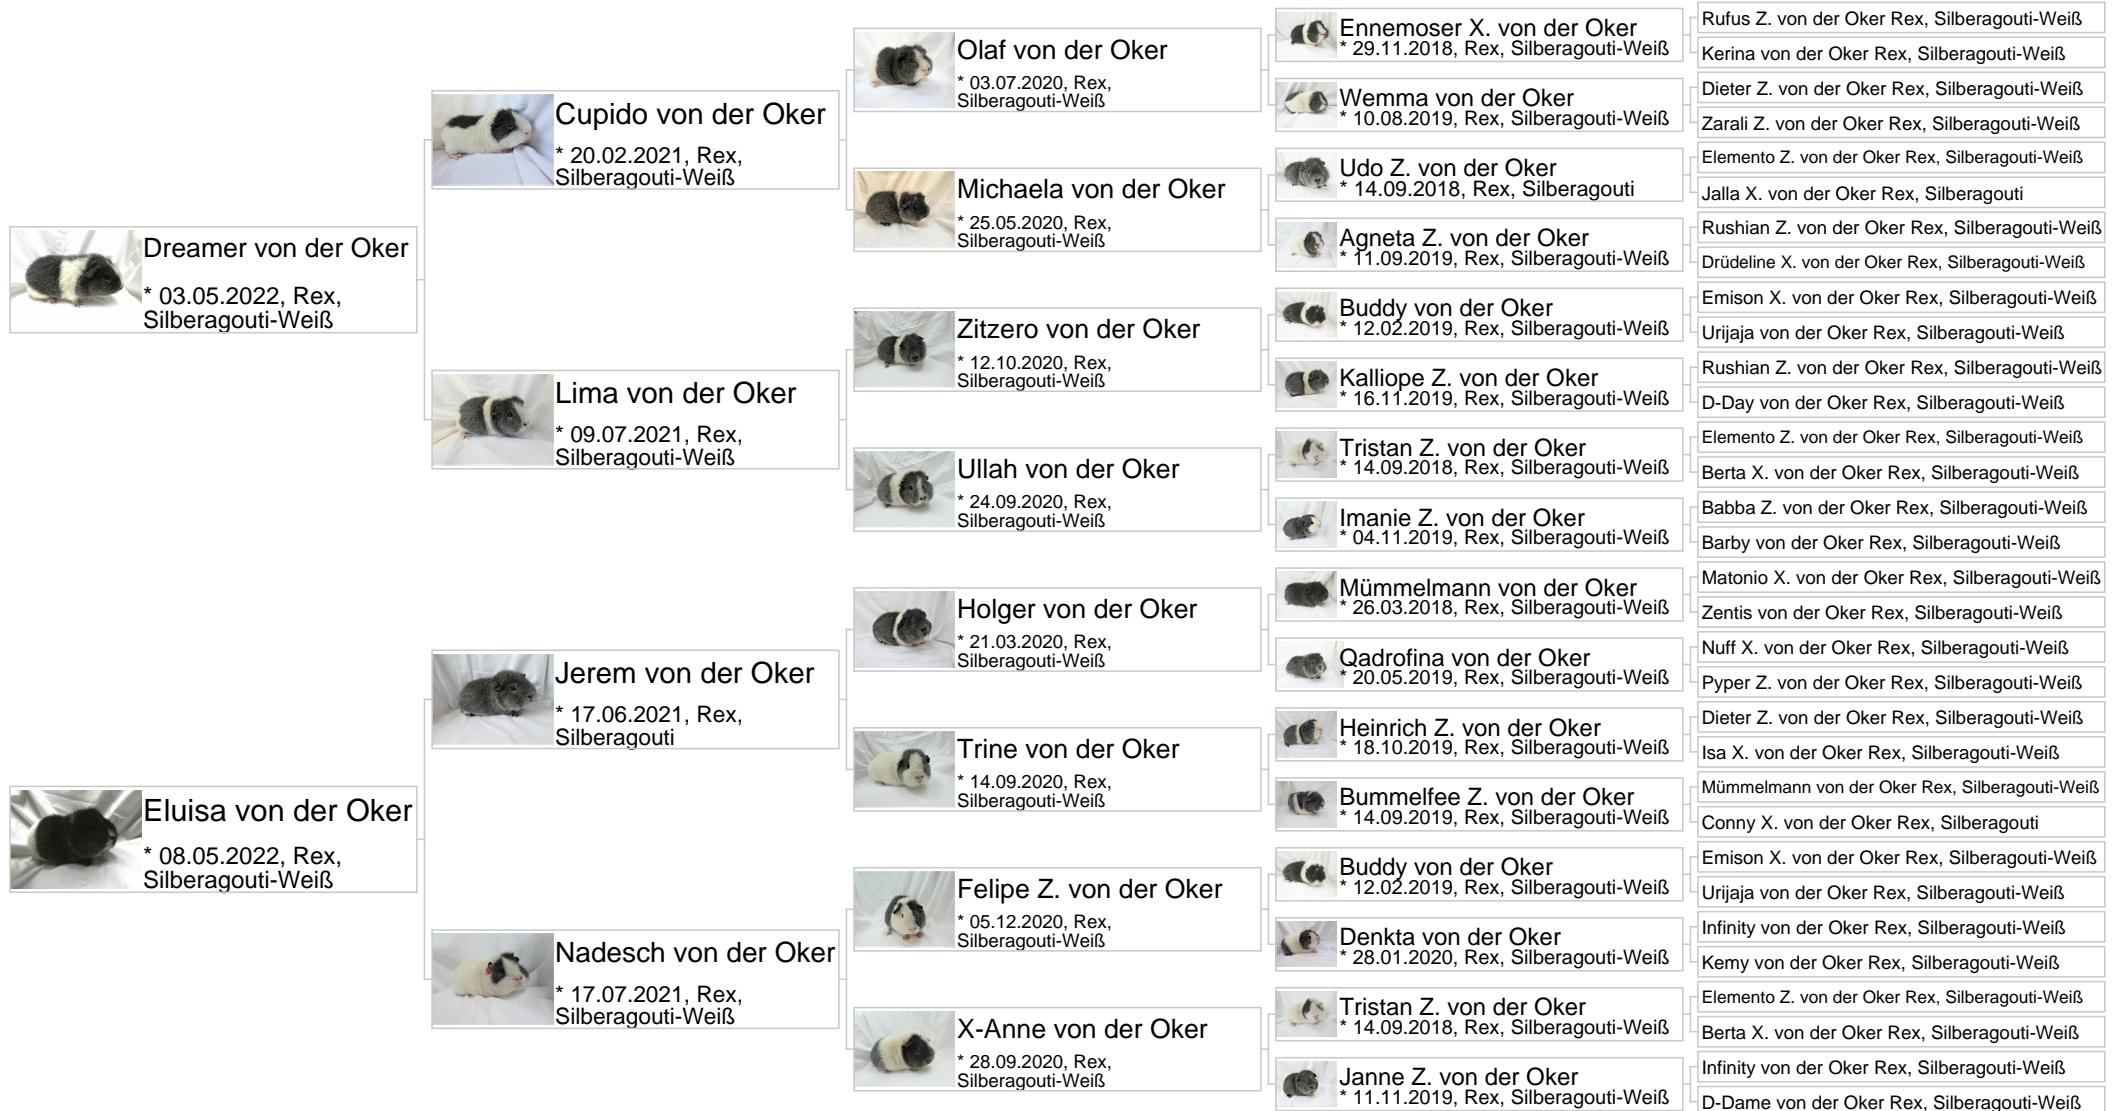 Dreamer von der Oker
* 03.05.2022, Rex,
Silberagouti-Weiß
Eluisa von der Oker
* 08.05.2022, Rex,
Silberagouti-Weiß
Cupido von der Oker
* 20.02.2021, Rex,
Silberagouti-Weiß
Lima von der Oker
* 09.07.2021, Rex,
Silberagouti-Weiß
Jerem von der Oker
* 17.06.2021, Rex,
Silberagouti
Nadesch von der Oker
* 17.07.2021, Rex,
Silberagouti-Weiß
Olaf von der Oker
* 03.07.2020, Rex,
Silberagouti-Weiß
Michaela von der Oker
* 25.05.2020, Rex,
Silberagouti-Weiß
Zitzero von der Oker
* 12.10.2020, Rex,
Silberagouti-Weiß
Ullah von der Oker
* 24.09.2020, Rex,
Silberagouti-Weiß
Holger von der Oker
* 21.03.2020, Rex,
Silberagouti-Weiß
Trine von der Oker
* 14.09.2020, Rex,
Silberagouti-Weiß
Felipe Z. von der Oker
* 05.12.2020, Rex,
Silberagouti-Weiß
X-Anne von der Oker
* 28.09.2020, Rex,
Silberagouti-Weiß
Ennemoser X. von der Oker
* 29.11.2018, Rex, Silberagouti-Weiß
Wemma von der Oker
* 10.08.2019, Rex, Silberagouti-Weiß
Udo Z. von der Oker
* 14.09.2018, Rex, Silberagouti
Agneta Z. von der Oker
* 11.09.2019, Rex, Silberagouti-Weiß
Buddy von der Oker
* 12.02.2019, Rex, Silberagouti-Weiß
Kalliope Z. von der Oker
* 16.11.2019, Rex, Silberagouti-Weiß
Tristan Z. von der Oker
* 14.09.2018, Rex, Silberagouti-Weiß
Imanie Z. von der Oker
* 04.11.2019, Rex, Silberagouti-Weiß
Mümmelmann von der Oker
* 26.03.2018, Rex, Silberagouti-Weiß
Qadrofina von der Oker
* 20.05.2019, Rex, Silberagouti-Weiß
Heinrich Z. von der Oker
* 18.10.2019, Rex, Silberagouti-Weiß
Bummelfee Z. von der Oker
* 14.09.2019, Rex, Silberagouti-Weiß
Buddy von der Oker
* 12.02.2019, Rex, Silberagouti-Weiß
Denkta von der Oker
* 28.01.2020, Rex, Silberagouti-Weiß
Tristan Z. von der Oker
* 14.09.2018, Rex, Silberagouti-Weiß
Janne Z. von der Oker
* 11.11.2019, Rex, Silberagouti-Weiß
Rufus Z. von der Oker Rex, Silberagouti-Weiß
Kerina von der Oker Rex, Silberagouti-Weiß
Dieter Z. von der Oker Rex, Silberagouti-Weiß
Zarali Z. von der Oker Rex, Silberagouti-Weiß
Elemento Z. von der Oker Rex, Silberagouti-Weiß
Jalla X. von der Oker Rex, Silberagouti
Rushian Z. von der Oker Rex, Silberagouti-Weiß
Drüdeline X. von der Oker Rex, Silberagouti-Weiß
Emison X. von der Oker Rex, Silberagouti-Weiß
Urijaja von der Oker Rex, Silberagouti-Weiß
Rushian Z. von der Oker Rex, Silberagouti-Weiß
D-Day von der Oker Rex, Silberagouti-Weiß
Elemento Z. von der Oker Rex, Silberagouti-Weiß
Berta X. von der Oker Rex, Silberagouti-Weiß
Babba Z. von der Oker Rex, Silberagouti-Weiß
Barby von der Oker Rex, Silberagouti-Weiß
Matonio X. von der Oker Rex, Silberagouti-Weiß
Zentis von der Oker Rex, Silberagouti-Weiß
Nuff X. von der Oker Rex, Silberagouti-Weiß
Pyper Z. von der Oker Rex, Silberagouti-Weiß
Dieter Z. von der Oker Rex, Silberagouti-Weiß
Isa X. von der Oker Rex, Silberagouti-Weiß
Mümmelmann von der Oker Rex, Silberagouti-Weiß
Conny X. von der Oker Rex, Silberagouti
Emison X. von der Oker Rex, Silberagouti-Weiß
Urijaja von der Oker Rex, Silberagouti-Weiß
Infinity von der Oker Rex, Silberagouti-Weiß
Kemy von der Oker Rex, Silberagouti-Weiß
Elemento Z. von der Oker Rex, Silberagouti-Weiß
Berta X. von der Oker Rex, Silberagouti-Weiß
Infinity von der Oker Rex, Silberagouti-Weiß
D-Dame von der Oker Rex, Silberagouti-Weiß